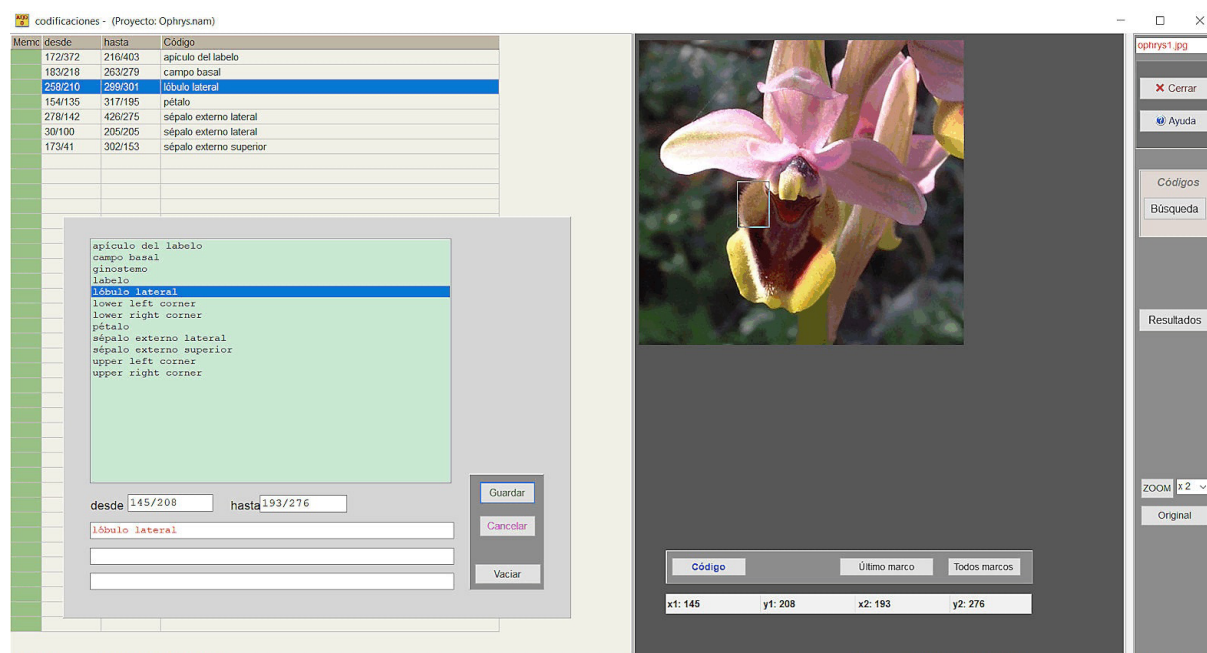 codificaciones - (Proyecto: Ophrys.nam)
Memo desde hasta Código
172/372 216/403 apículo del labelo
183/218 263/279 campo basal
258/210 299/301 lóbulo lateral
154/135 317/195 pétalo
278/142 426/275 sépalo externo lateral
30/100 205/205 sépalo externo lateral
173/41 302/153 sépalo externo superior
apículo del labelo
campo basal
ginostemo
labelo
lóbulo lateral
lower left corner
lower right corner
pétalo
sépalo externo lateral
sépalo externo superior
upper left corner
upper right corner
desde 145/208 hasta 193/276
lóbulo lateral
Guardar
Cancelar
Vaciar
Código Último marco Todos marcos
x1: 145 y1: 208 x2: 193 y2: 276
ophrys1.jpg
Cerrar
Ayuda
Códigos
Búsqueda
Resultados
ZOOM x 2
Original